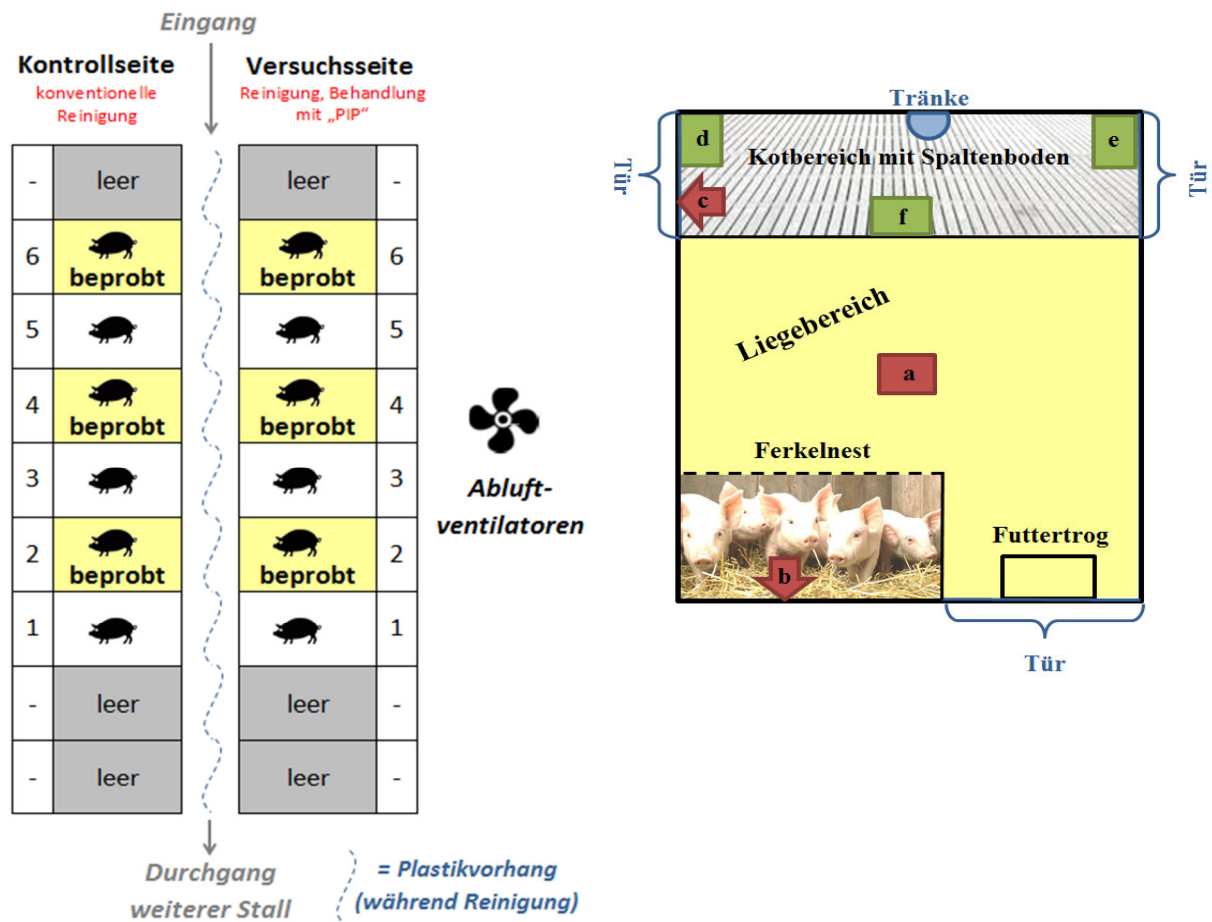 Eingang
Kontrollseite
konventionelle
Reinigung
Versuchsseite
Reinigung, Behandlung
mit „PIP“
- leer leer -
6 beprobt beprobt 6
5 5
4 beprobt beprobt 4
3 3
2 beprobt beprobt 2
1 1
- leer leer -
- leer leer -
Abluft-
ventilatoren
Durchgang
weiterer Stall
= Plastikvorhang
(während Reinigung)
Tränke
d e
Kotbereich mit Spaltenboden
Tür Tür
c
f
Liegebereich
a
Ferkelnest
Futtertrog
b
Tür